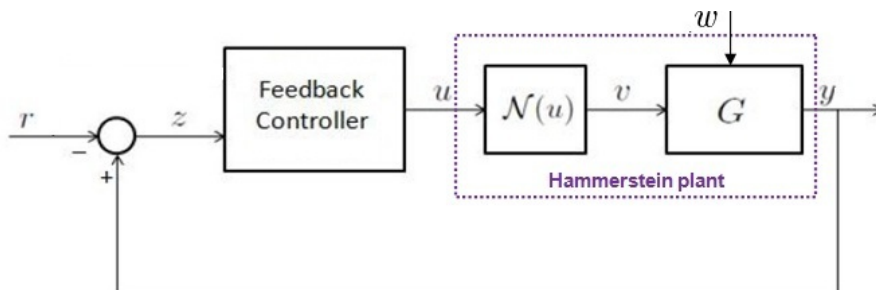 w
Feedback
Controller
r
−
+
z
u
N(u)
v
G
y
Hammerstein plant